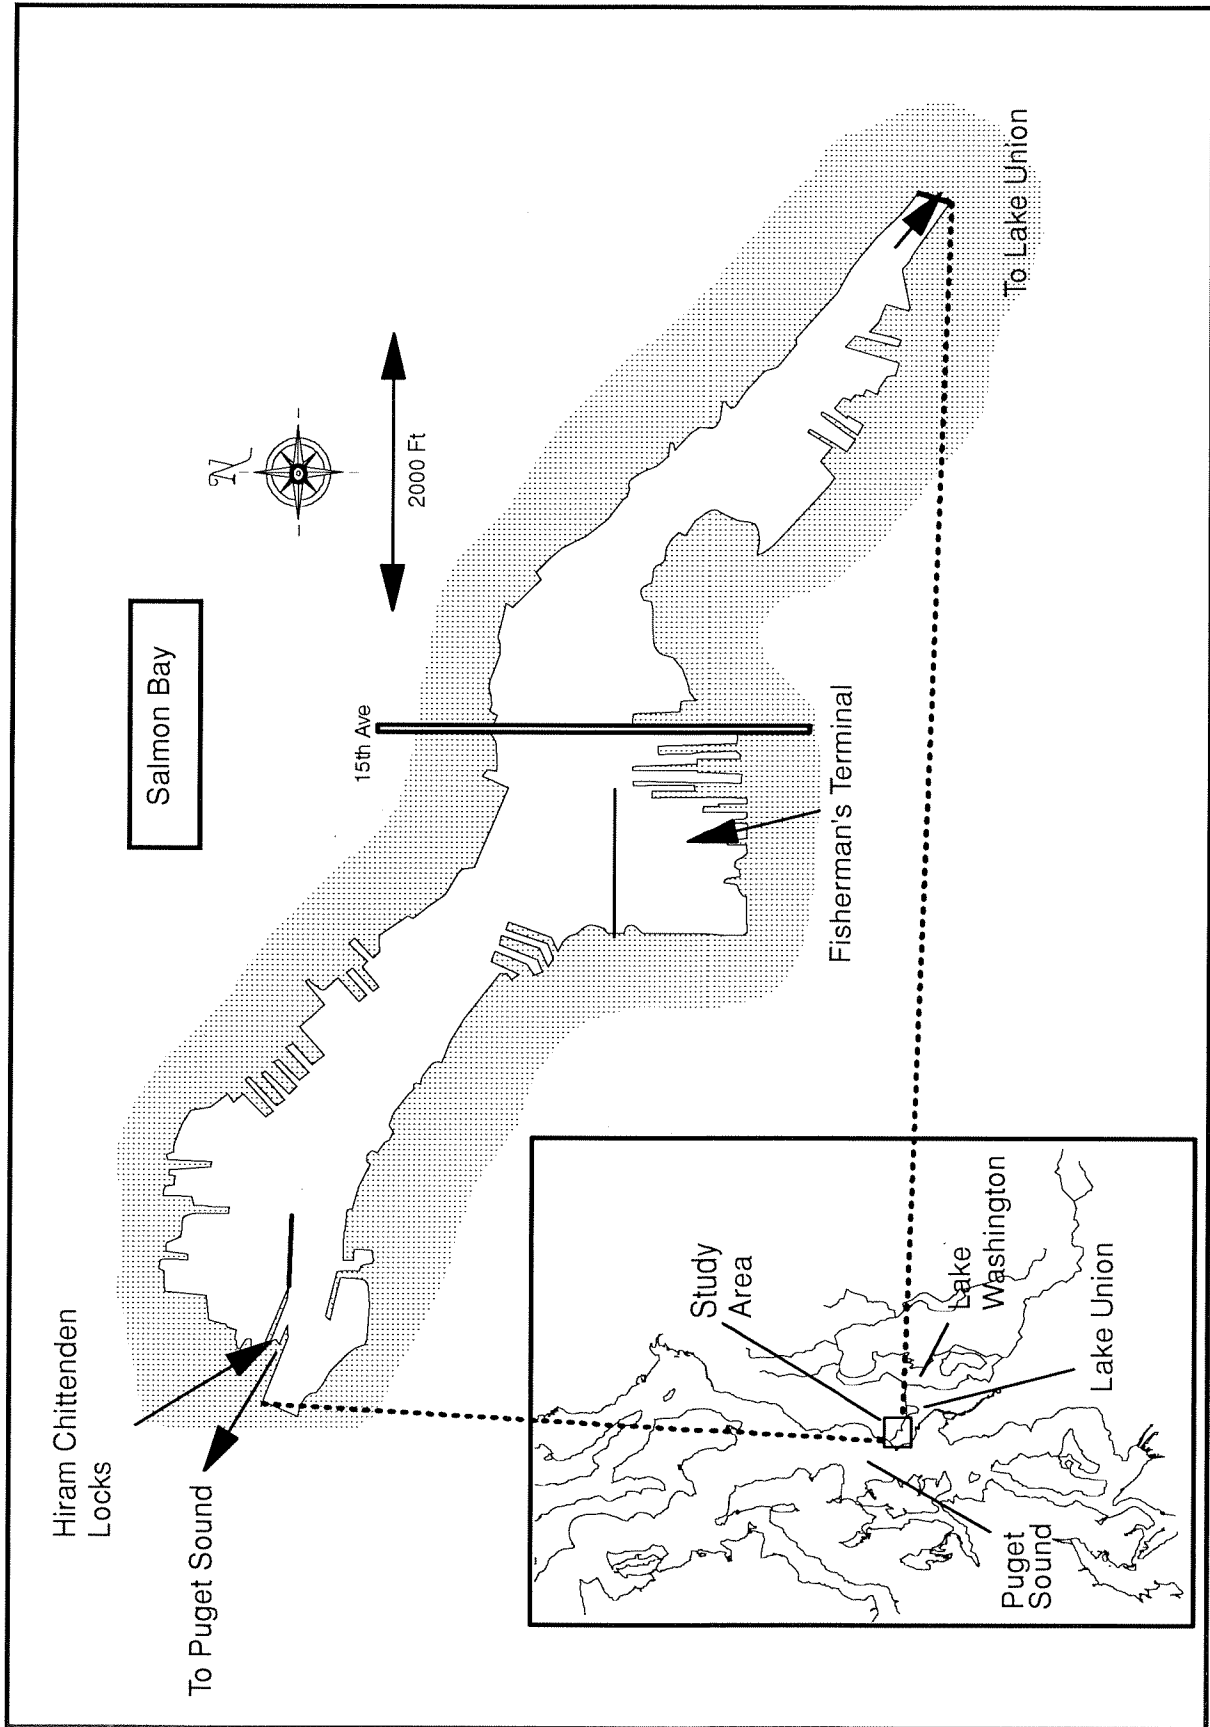 Salmon Bay
N
2000 Ft
15th Ave
Hiram Chittenden
Locks
To Puget Sound
Fisherman's Terminal
To Lake Union
Study
Area
Lake
Washington
Lake Union
Puget
Sound